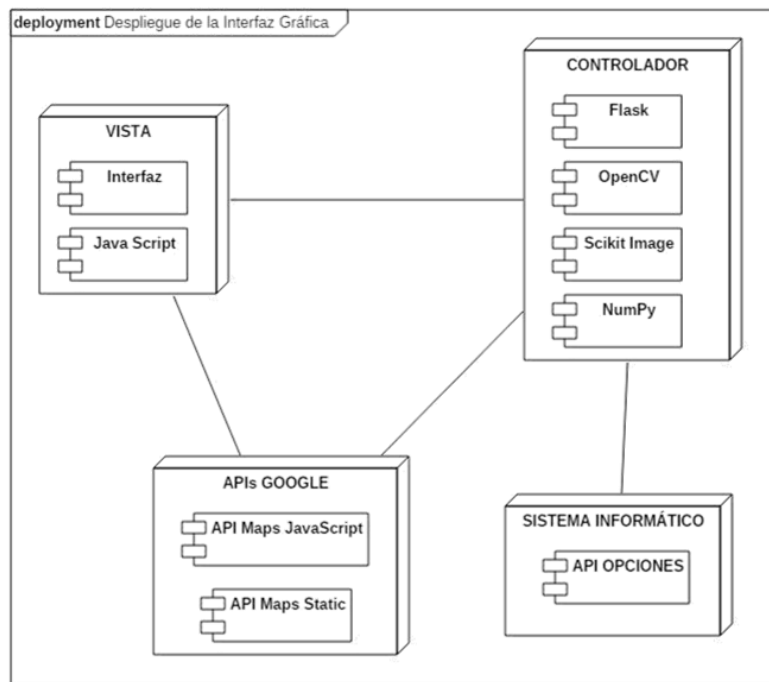 deployment Despliegue de la Interfaz Gráfica
VISTA
Interfaz
Java Script
CONTROLADOR
Flask
OpenCV
Scikit Image
NumPy
APIs GOOGLE
API Maps JavaScript
API Maps Static
SISTEMA INFORMÁTICO
API OPCIONES